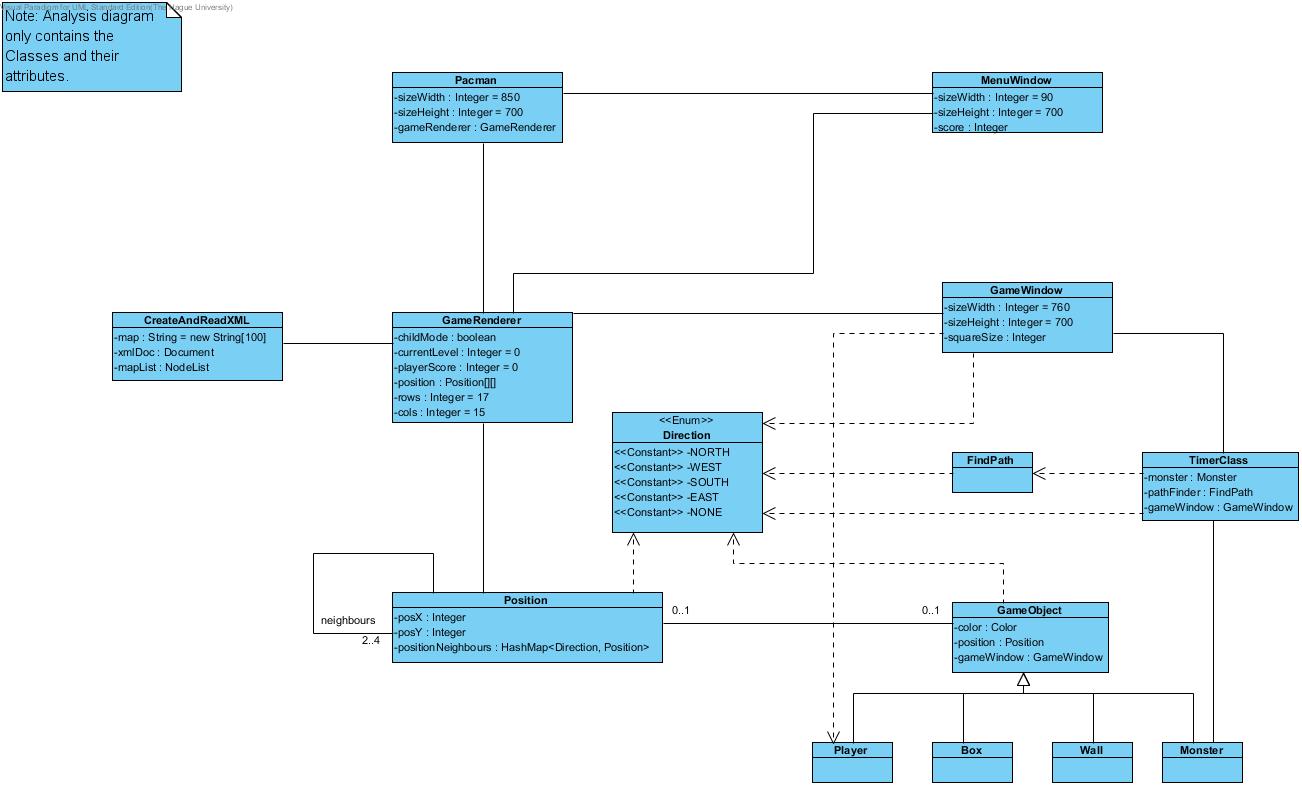 Visual Paradigm for UML Standard Edition(The Hague University)
Note: Analysis diagram
only contains the
Classes and their
attributes.
Pacman
-sizeWidth : Integer = 850
-sizeHeight : Integer = 700
-gameRenderer : GameRenderer
MenuWindow
-sizeWidth : Integer = 90
-sizeHeight : Integer = 700
-score : Integer
GameWindow
-sizeWidth : Integer = 760
-sizeHeight : Integer = 700
-squareSize : Integer
CreateAndReadXML
-map : String = new String[100]
-xmlDoc : Document
-mapList : NodeList
GameRenderer
-childMode : boolean
-currentLevel : Integer = 0
-playerScore : Integer = 0
-position : Position[][]
-rows : Integer = 17
-cols : Integer = 15
<<Enum>>
Direction
<<Constant>> -NORTH
<<Constant>> -WEST
<<Constant>> -SOUTH
<<Constant>> -EAST
<<Constant>> -NONE
FindPath
TimerClass
-monster : Monster
-pathFinder : FindPath
-gameWindow : GameWindow
neighbours
2..4
Position
-posX : Integer
-posY : Integer
-positionNeighbours : HashMap<Direction, Position>
0..1
0..1
GameObject
-color : Color
-position : Position
-gameWindow : GameWindow
Player
Box
Wall
Monster